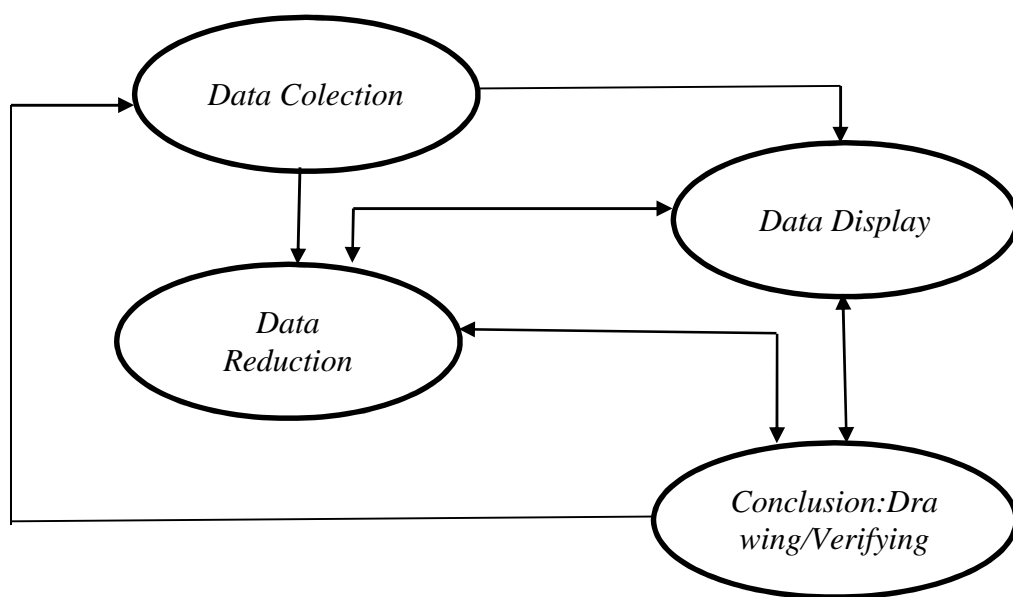 Data Colection
Data Display
Data
Reduction
Conclusion:Dra
wing/Verifying